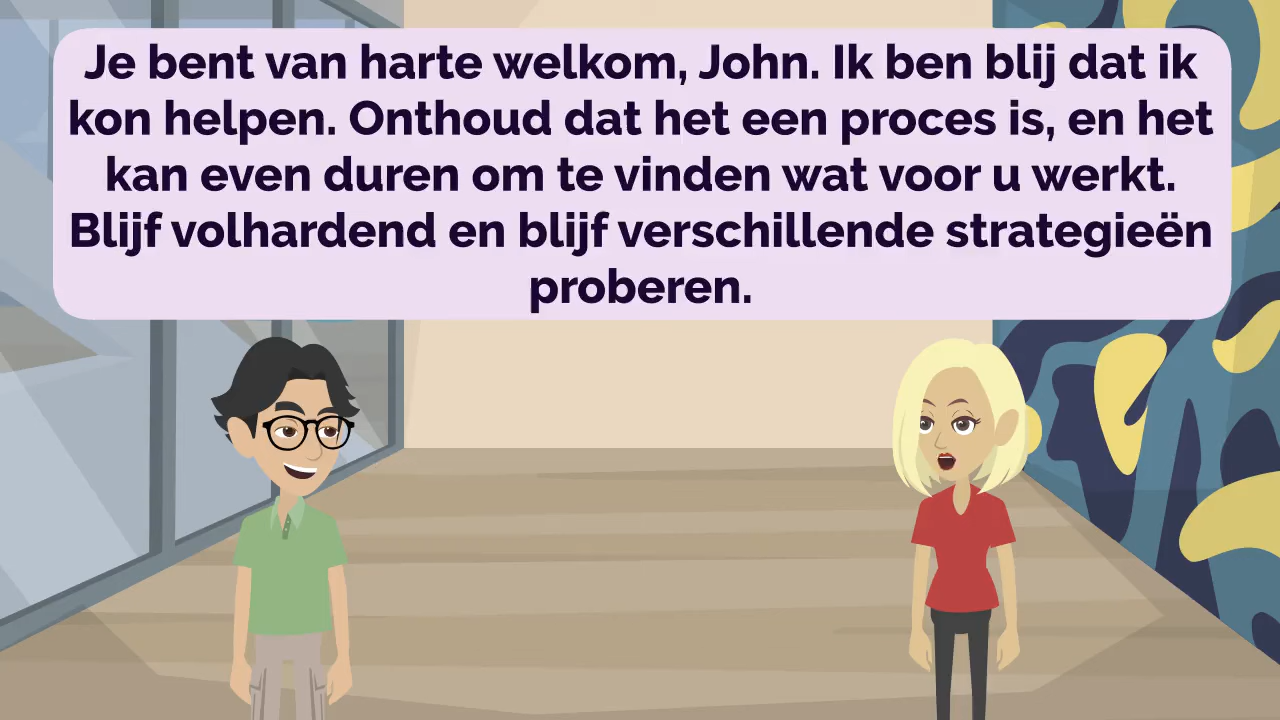 Je bent van harte welkom, John. Ik ben blij dat ik
kon helpen. Onthoud dat het een proces is, en het
kan even duren om te vinden wat voor u werkt.
Blijf volhardend en blijf verschillende strategieën
proberen.